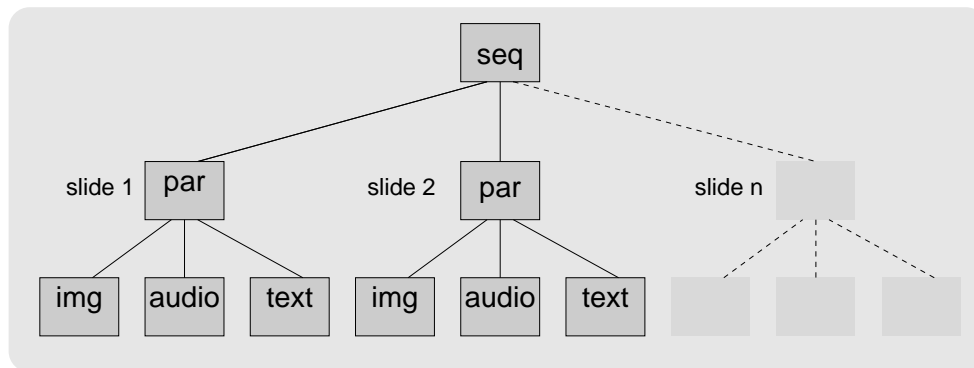 seq
slide 1
par
slide 2
par
slide n
img
audio
text
img
audio
text